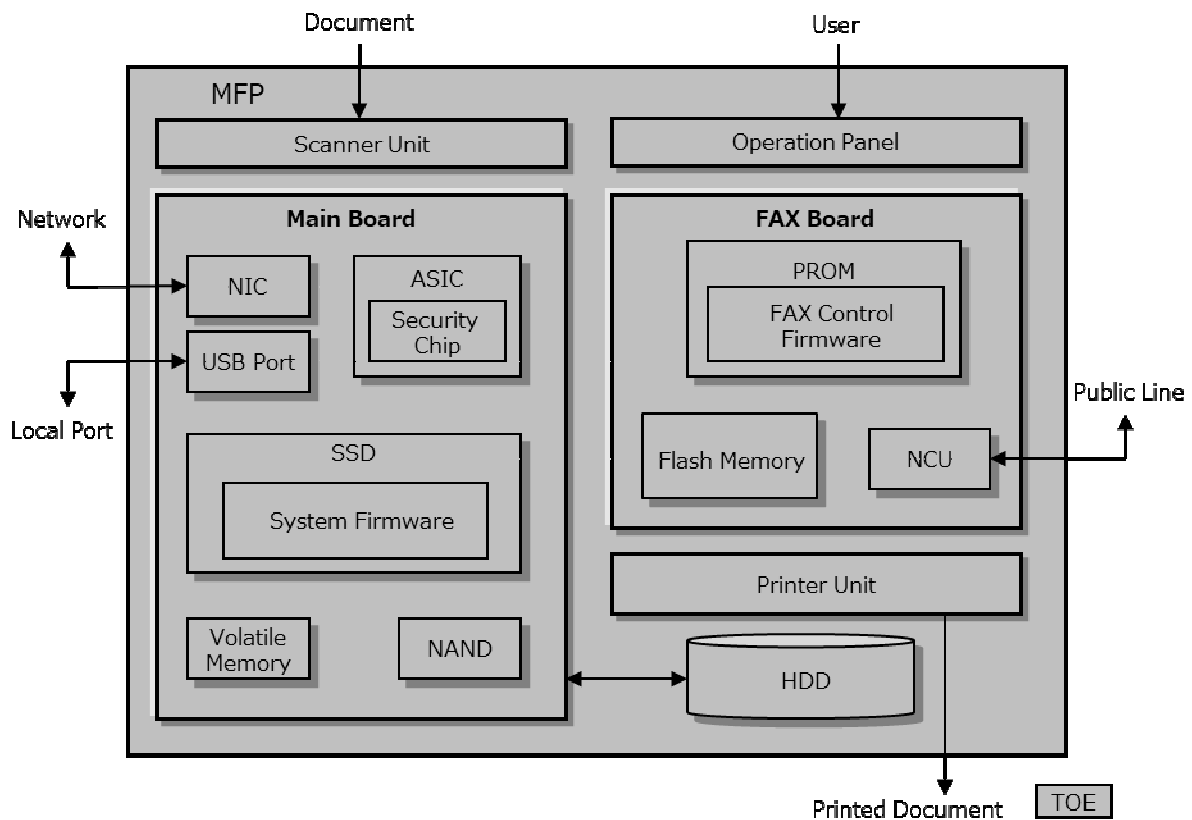 Document
User
MFP
Scanner Unit
Operation Panel
Network
Main Board
NIC
ASIC
Security
Chip
USB Port
Local Port
SSD
System Firmware
Volatile
Memory
NAND
FAX Board
PROM
FAX Control
Firmware
Public Line
Flash Memory
NCU
Printer Unit
HDD
Printed Document
TOE